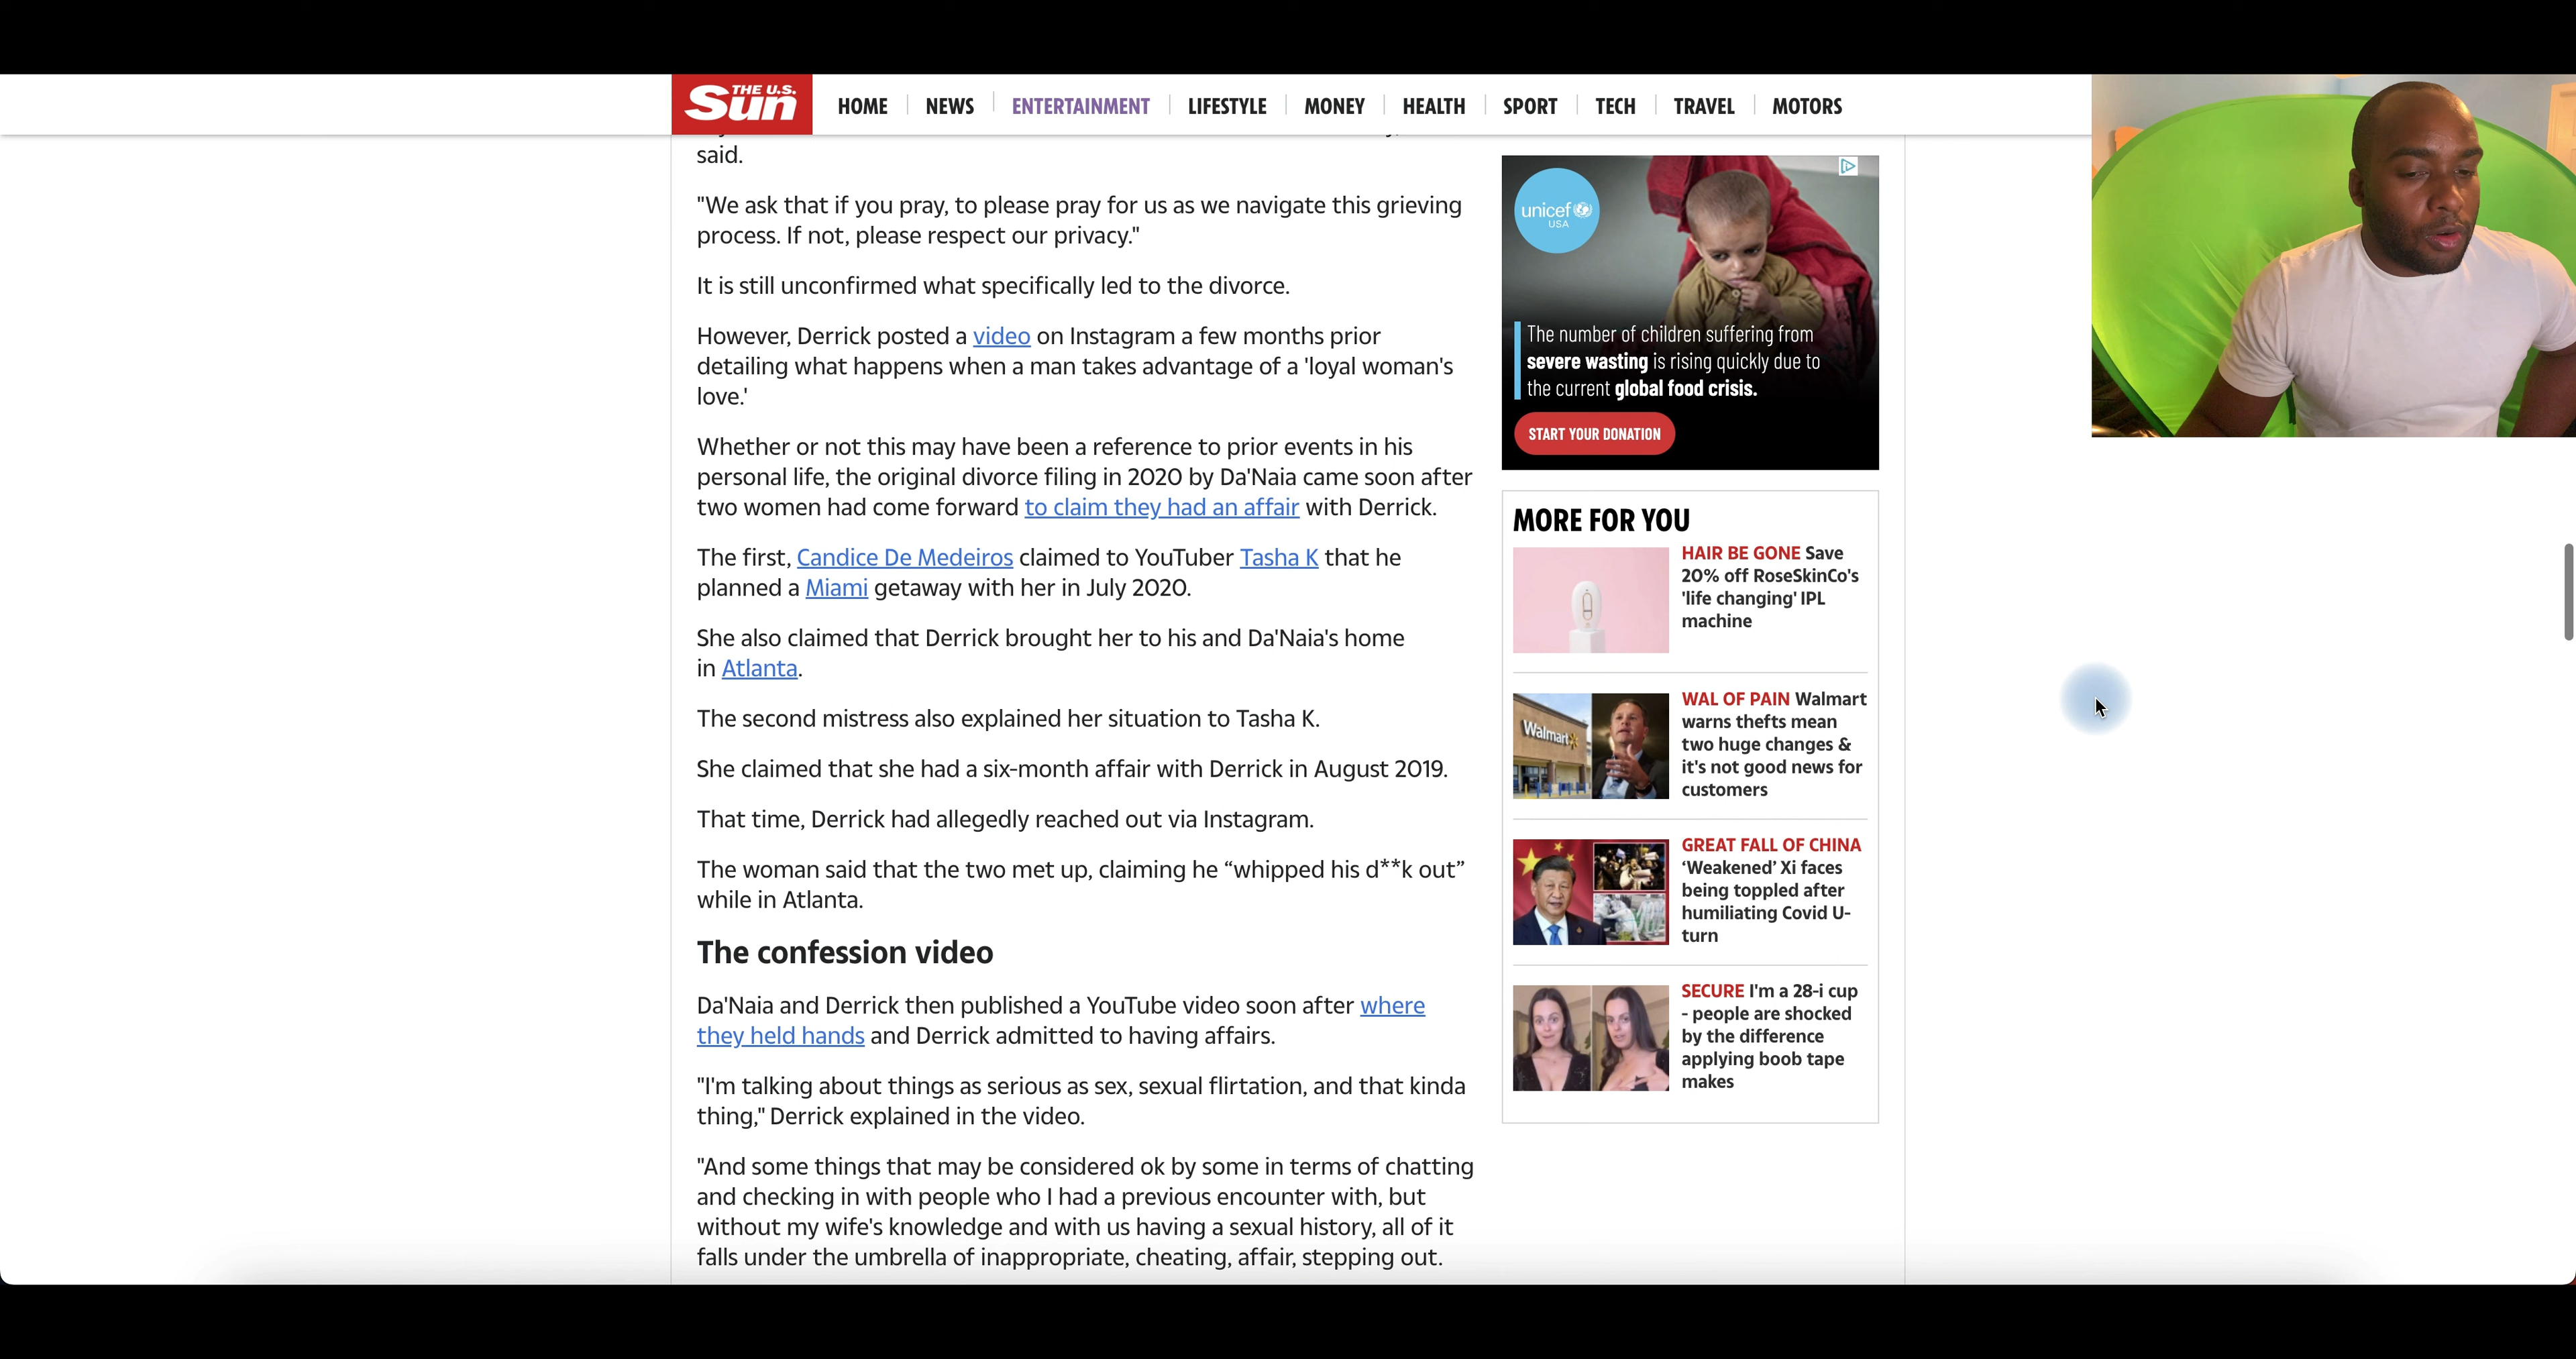 THE U.S.
Sun
HOME
NEWS
ENTERTAINMENT
LIFESTYLE
MONEY
HEALTH
SPORT
TECH
TRAVEL
MOTORS
said.
"We ask that if you pray, to please pray for us as we navigate this grieving
process. If not, please respect our privacy."
It is still unconfirmed what specifically led to the divorce.
However, Derrick posted a video on Instagram a few months prior
detailing what happens when a man takes advantage of a 'loyal woman's
love.'
Whether or not this may have been a reference to prior events in his
personal life, the original divorce filing in 2020 by Da'Naia came soon after
two women had come forward to claim they had an affair with Derrick.
The first, Candice De Medeiros claimed to YouTuber Tasha K that he
planned a Miami getaway with her in July 2020.
She also claimed that Derrick brought her to his and Da'Naia's home
in Atlanta.
The second mistress also explained her situation to Tasha K.
She claimed that she had a six-month affair with Derrick in August 2019.
That time, Derrick had allegedly reached out via Instagram.
The woman said that the two met up, claiming he “whipped his d**k out”
while in Atlanta.
The confession video
Da'Naia and Derrick then published a YouTube video soon after where
they held hands and Derrick admitted to having affairs.
"I'm talking about things as serious as sex, sexual flirtation, and that kinda
thing," Derrick explained in the video.
"And some things that may be considered ok by some in terms of chatting
and checking in with people who I had a previous encounter with, but
without my wife's knowledge and with us having a sexual history, all of it
falls under the umbrella of inappropriate, cheating, affair, stepping out.
unicef
USA
The number of children suffering from
severe wasting is rising quickly due to
the current global food crisis.
START YOUR DONATION
MORE FOR YOU
HAIR BE GONE Save
20% off RoseSkinCo's
'life changing' IPL
machine
Walmart
WAL OF PAIN Walmart
warns thefts mean
two huge changes &
it's not good news for
customers
GREAT FALL OF CHINA
‘Weakened’ Xi faces
being toppled after
humiliating Covid U-
turn
SECURE I'm a 28-i cup
- people are shocked
by the difference
applying boob tape
makes